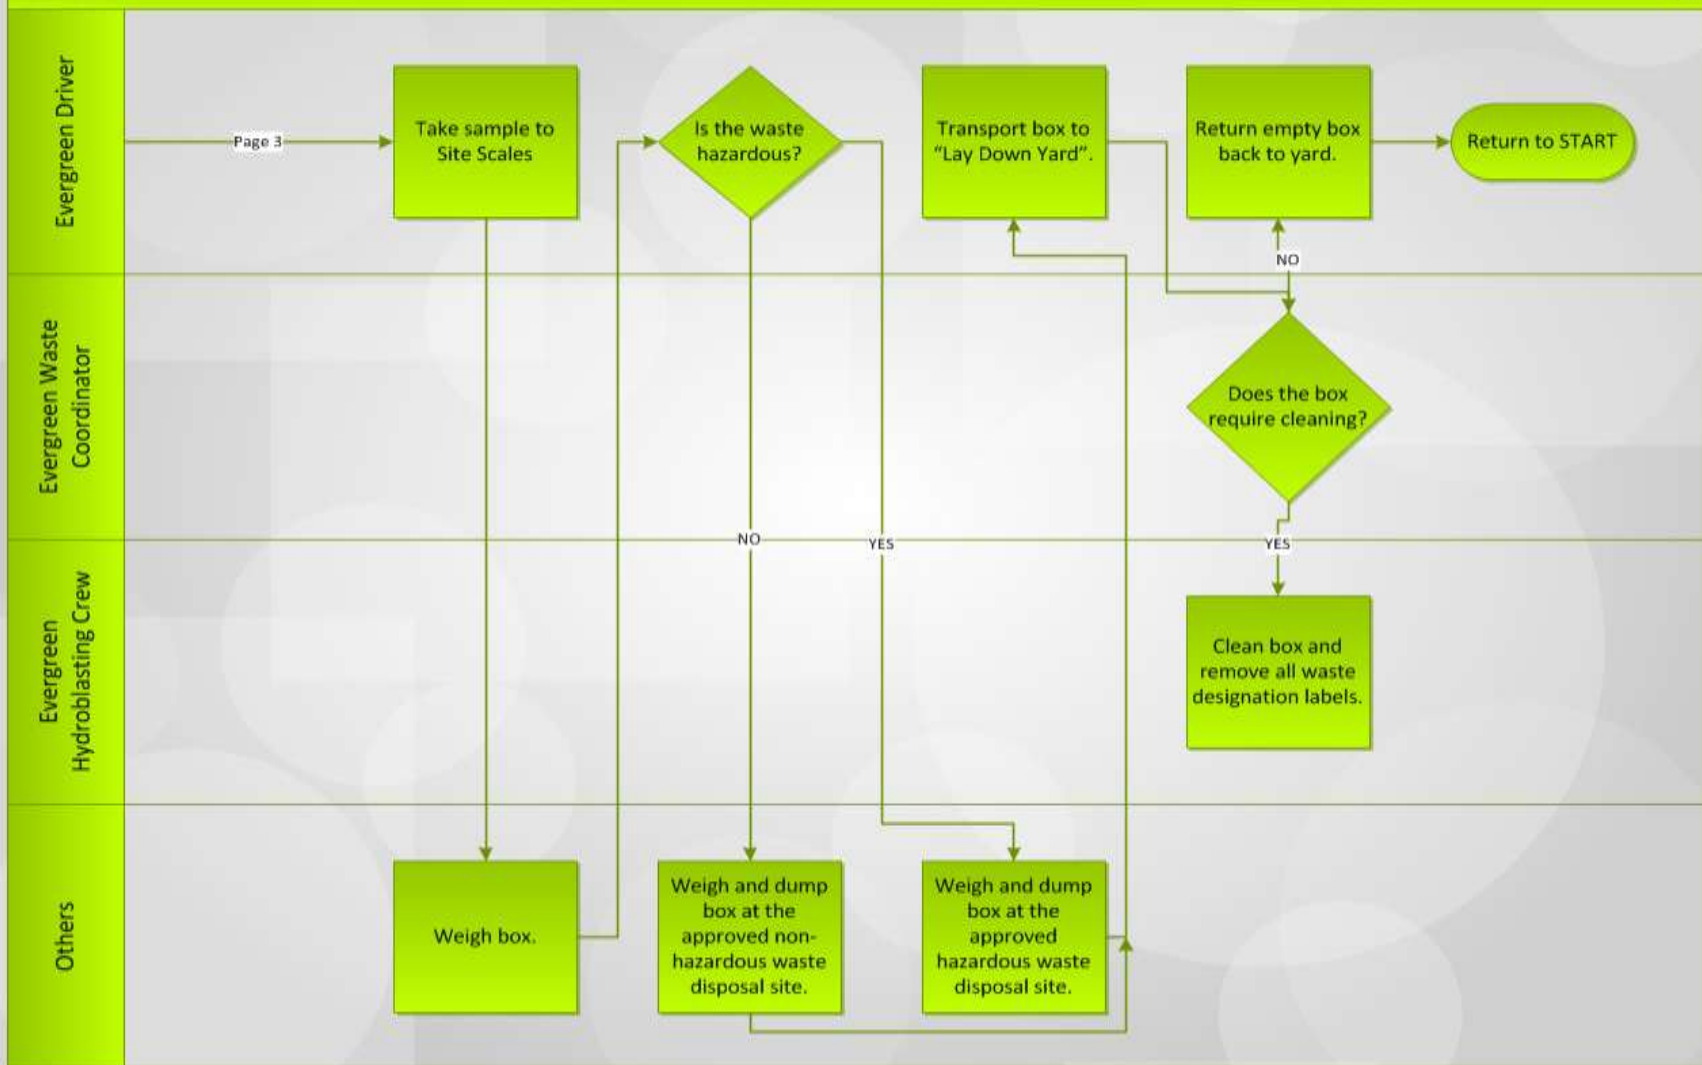 Evergreen Driver
Page 3
Take sample to
Site Scales
Is the waste
hazardous?
Transport box to
“Lay Down Yard”.
Return empty box
back to yard.
Return to START
NO
Evergreen Waste
Coordinator
Does the box
require cleaning?
NO
YES
YES
Evergreen
Hydroblasting Crew
Clean box and
remove all waste
designation labels.
Others
Weigh box.
Weigh and dump
box at the
approved non-
hazardous waste
disposal site.
Weigh and dump
box at the
approved
hazardous waste
disposal site.